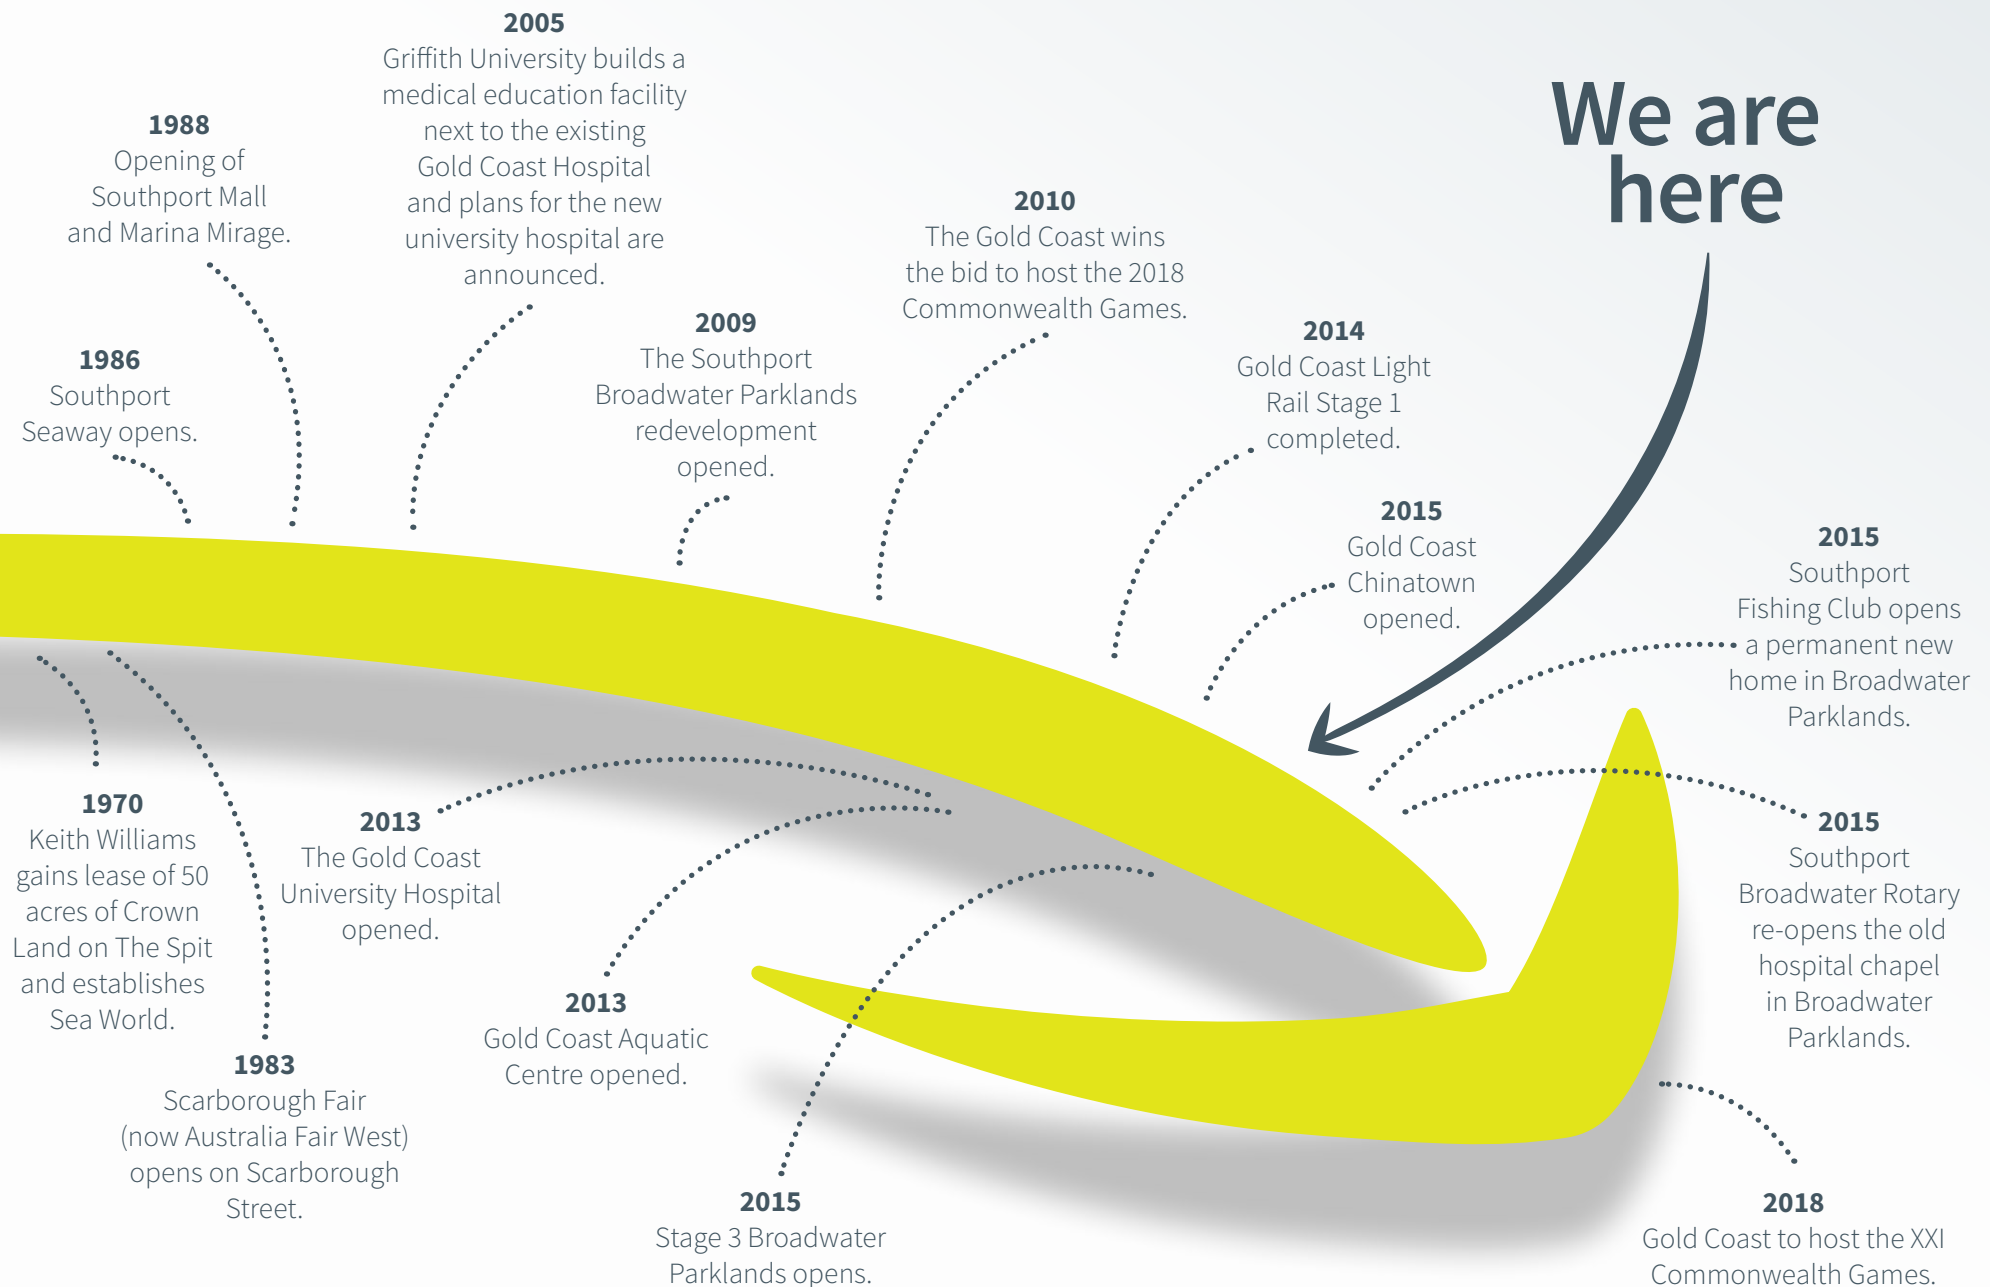 2005
Griffith University builds a
medical education facility
next to the existing
Gold Coast Hospital
and plans for the new
university hospital are
announced.
1988
Opening of
Southport Mall
and Marina Mirage.
1986
Southport
Seaway opens.
2009
The Southport
Broadwater Parklands
redevelopment
opened.
2010
The Gold Coast wins
the bid to host the 2018
Commonwealth Games.
2014
Gold Coast Light
Rail Stage 1
completed.
We are
here
2015
Gold Coast
Chinatown
opened.
2015
Southport
Fishing Club opens
a permanent new
home in Broadwater
Parklands.
1970
Keith Williams
gains lease of 50
acres of Crown
Land on The Spit
and establishes
Sea World.
1983
Scarborough Fair
(now Australia Fair West)
opens on Scarborough
Street.
2013
The Gold Coast
University Hospital
opened.
2013
Gold Coast Aquatic
Centre opened.
2015
Stage 3 Broadwater
Parklands opens.
2015
Southport
Broadwater Rotary
re-opens the old
hospital chapel
in Broadwater
Parklands.
2018
Gold Coast to host the XXI
Commonwealth Games.